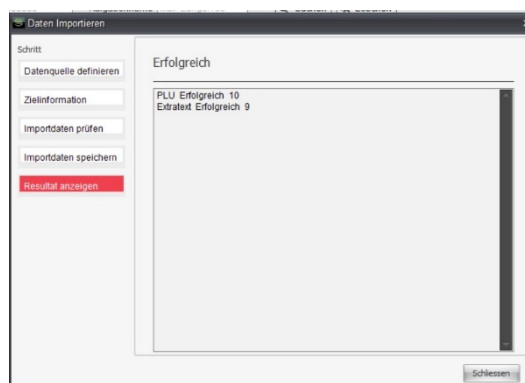 Daten Importieren
Schritt
Datenquelle definieren
Zielinformation
Importdaten prüfen
Importdaten speichern
Resultat anzeigen
Erfolgreich
PLU Erfolgreich 10
Extratext Erfolgreich 9
Schliessen